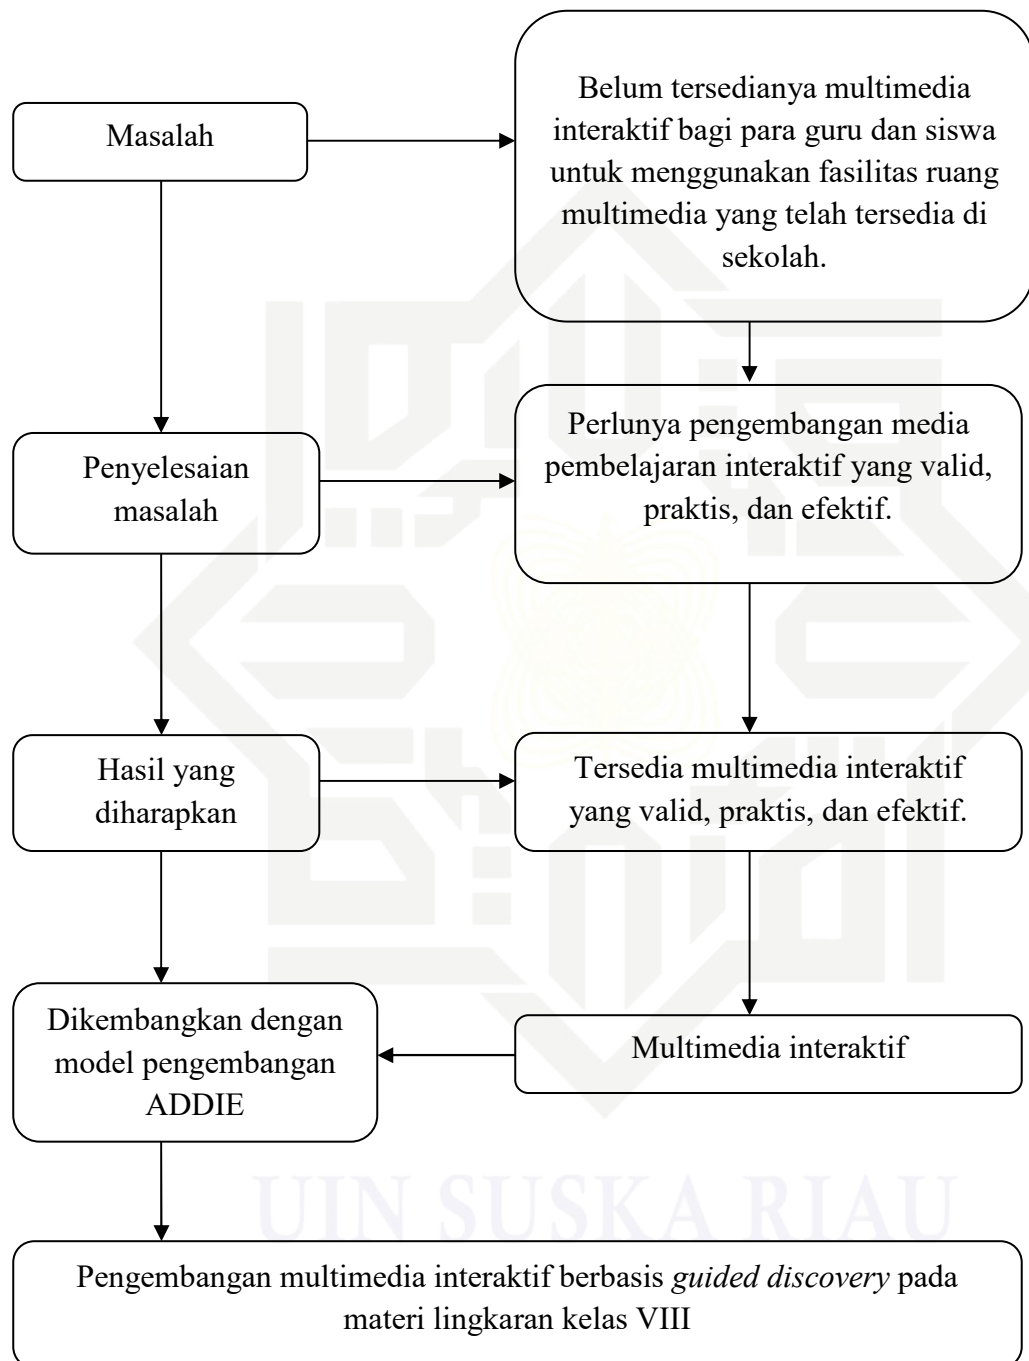 Masalah
Belum tersedianya multimedia
interaktif bagi para guru dan siswa
untuk menggunakan fasilitas ruang
multimedia yang telah tersedia di
sekolah.
Penyelesaian
masalah
Perlunya pengembangan media
pembelajaran interaktif yang valid,
praktis, dan efektif.
Hasil yang
diharapkan
Tersedia multimedia interaktif
yang valid, praktis, dan efektif.
Dikembangkan dengan
model pengembangan
ADDIE
Multimedia interaktif
UIN SUSKA RIAU
Pengembangan multimedia interaktif berbasis guided discovery pada
materi lingkaran kelas VIII